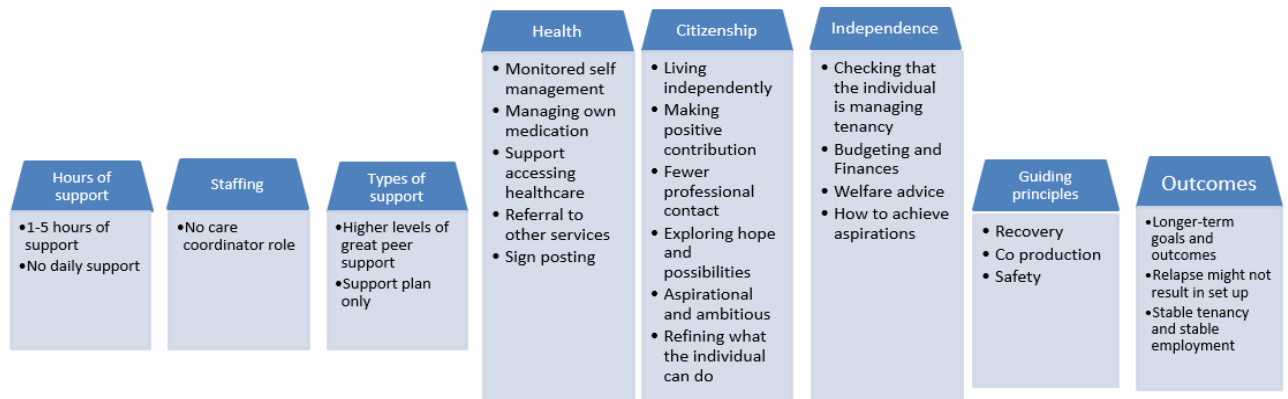 Hours of
support
•1-5 hours of
support
•No daily support
Staffing
•No care
coordinator role
Types of
support
•Higher levels of
great peer
support
•Support plan
only
Health
• Monitored self
management
• Managing own
medication
• Support
accessing
healthcare
• Referral to
other services
• Sign posting
Citizenship
• Living
independently
• Making
positive
contribution
• Fewer
professional
contact
• Exploring hope
and
possibilities
• Aspirational
and ambitious
• Refining what
the individual
can do
Independence
• Checking that
the individual
is managing
tenancy
• Budgeting and
Finances
• Welfare advice
• How to achieve
aspirations
Guiding
principles
• Recovery
• Co production
• Safety
Outcomes
•Longer-term
goals and
outcomes
•Relapse might not
result in set up
•Stable tenancy
and stable
employment